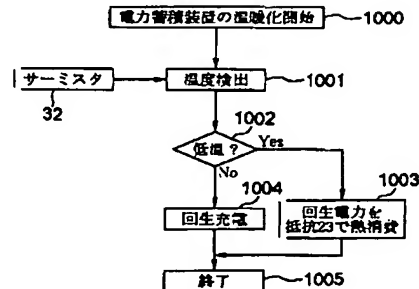 電力蓄積装置の温暖化開始
1000
サーミスタ
32
温度検出
1001
1002
低温?
Yes
No
1003
1004
回生充電
回生電力を
抵抗23で熱消費
終了
1005